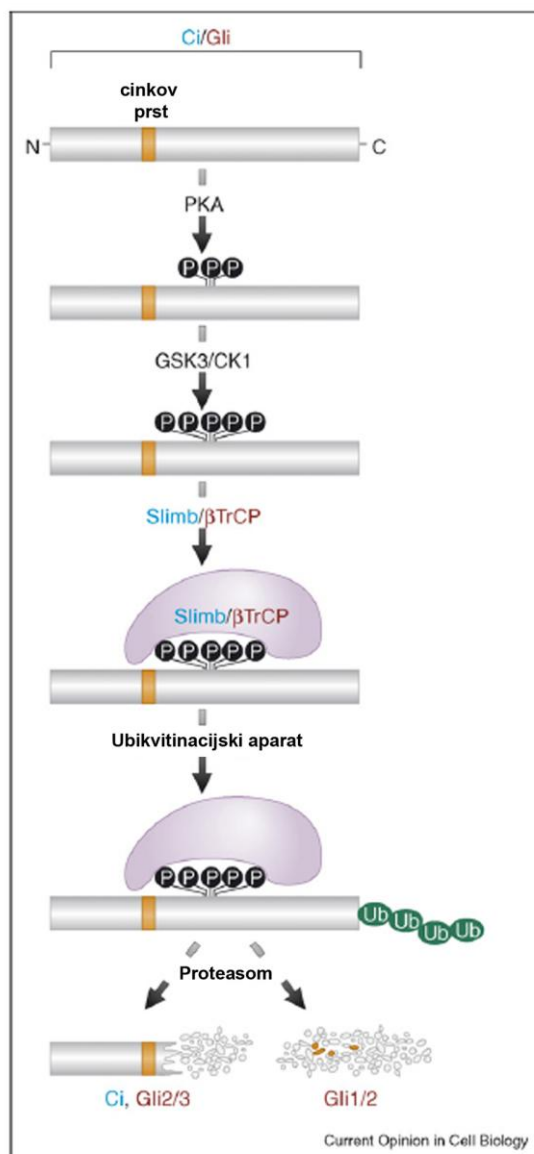 Ci/Gli
cinkov
prst
N
C
PKA
P P P
GSK3/CK1
P P P P P
Slimb/βTrCP
Slimb/βTrCP
P P P P P
Ubikvitinacijski aparat
P P P P P
Ub Ub Ub Ub
Proteasom
Ci, Gli2/3
Gli1/2
Current Opinion in Cell Biology